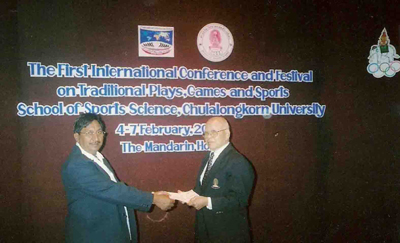 The First International Conference and Festival
on Traditional Plays, Games and Sports
School of Sports Science, Chulalongkorn University
4-7 February, 20
The Mandarin Ho